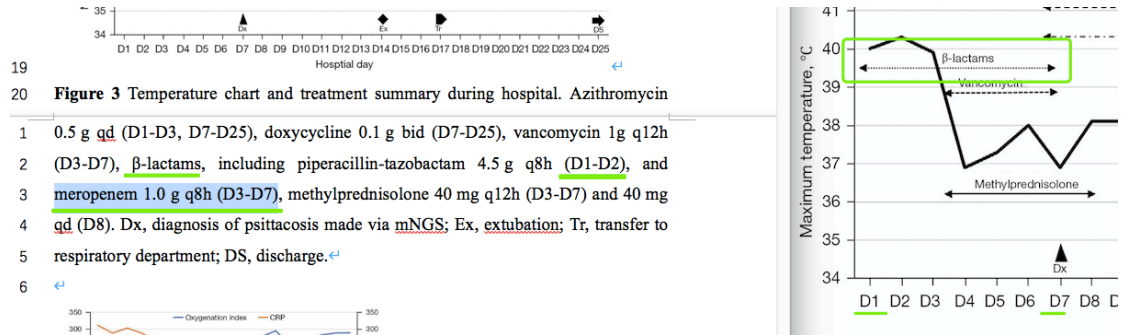 35
34
Dx
Ex
Tr
DS
D1 D2 D3 D4 D5 D6 D7 D8 D9 D10 D11 D12 D13 D14 D15 D16 D17 D18 D19 D20 D21 D22 D23 D24 D25
Hosptial day
19
20 Figure 3 Temperature chrt and treatment summary during hospital. Azithromycin
1 0.5 g qd (D1-D3, D7-D25), doxycycline 0.1 g bid (D7-D25), vancomycin 1g q12h
2 (D3-D7), β-lactams, including piperacillin-tazobactam 4.5 g q8h (D1-D2), and
3 meropenem 1.0 g q8h (D3-D7), methylprednisolone 40 mg q12h (D3-D7) and 40 mg
4 qd (D8). Dx, diagnosis of psittacosis made via mNGS; Ex, extubation; Tr, transfer to
5 respiratory department; DS, discharge.
6
350
300
Oxygenation index
CRP
350
300
Maximum temperature, °C
41
40
39
38
37
36
35
34
β-lactams
Vancomycin
Methylprednisolone
Dx
D1 D2 D3 D4 D5 D6 D7 D8